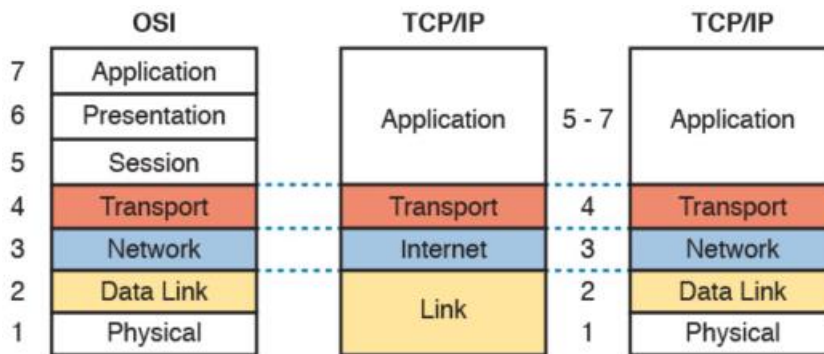 OSI TCP/IP TCP/IP
7 Application
6 Presentation Application 5 - 7 Application
5 Session
4 Transport Transport 4 Transport
3 Network Internet 3 Network
2 Data Link Link 2 Data Link
1 Physical 1 Physical